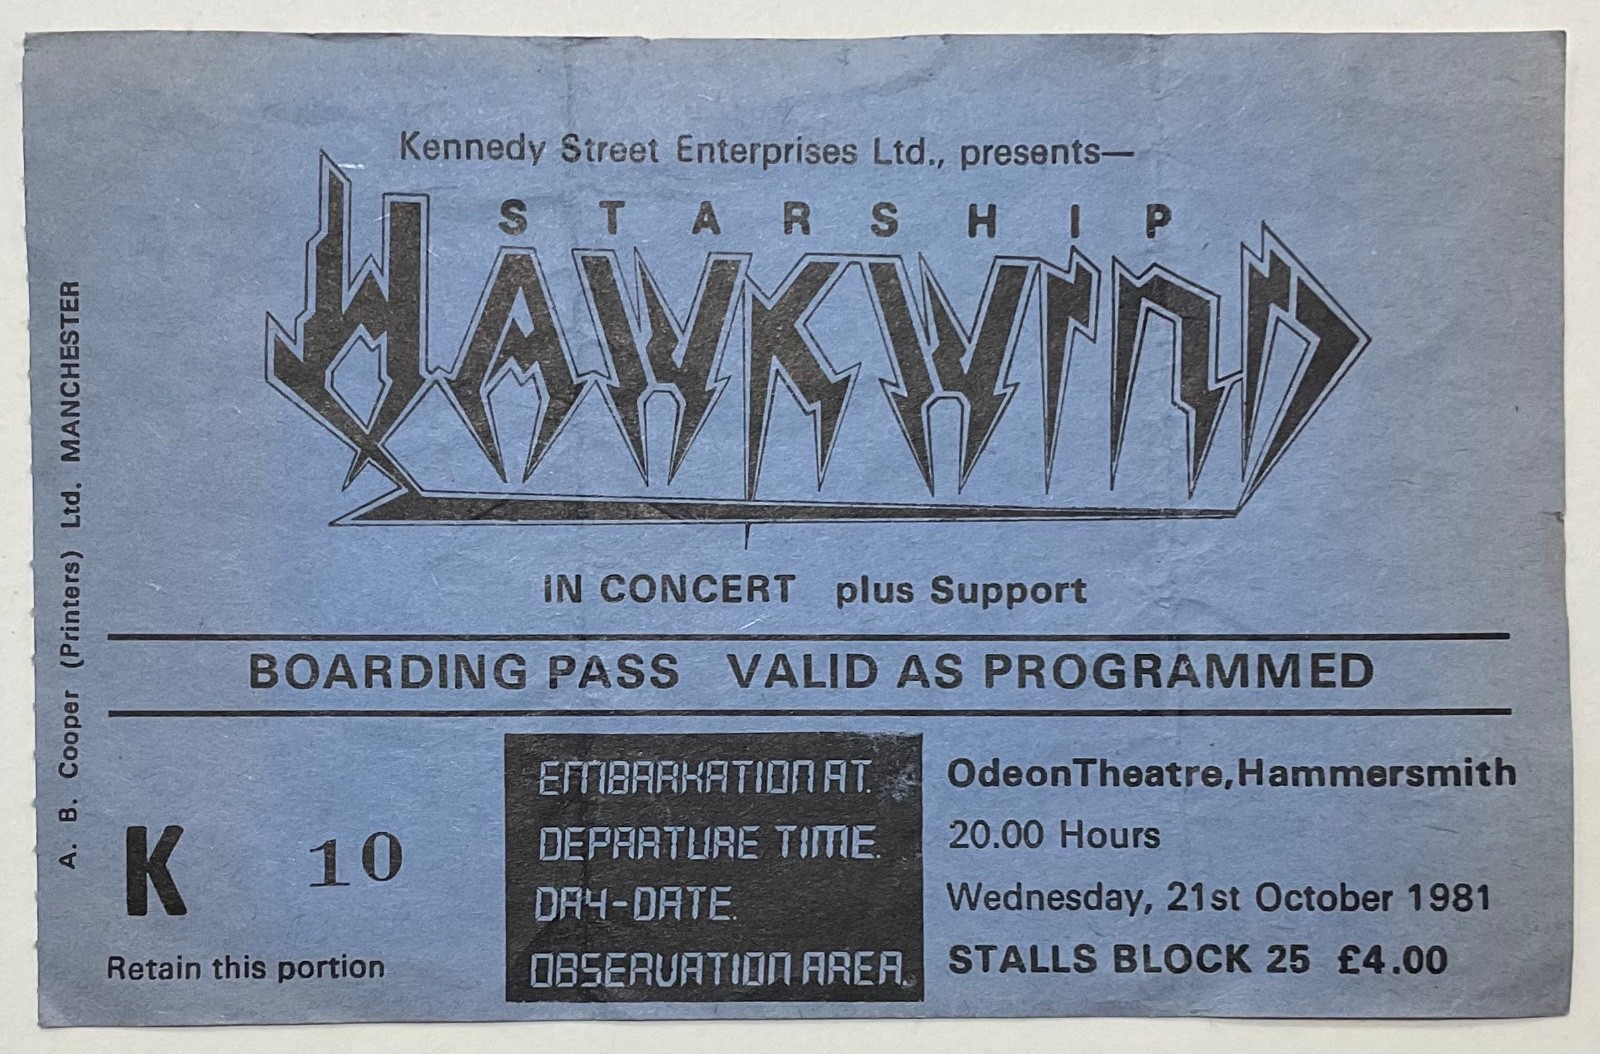 Kennedy Street Enterprises Ltd., presents—
STARSHIP
HAWKWIND
IN CONCERT plus Support
BOARDING PASS VALID AS PROGRAMMED
EMBARKATION AT. OdeonTheatre,Hammersmith
DEPARTURE TIME. 20.00 Hours
DAY-DATE. Wednesday, 21st October 1981
OBSERVATION AREA. STALLS BLOCK 25 £4.00
K 10
Retain this portion
A. B. Cooper (Printers) Ltd. MANCHESTER